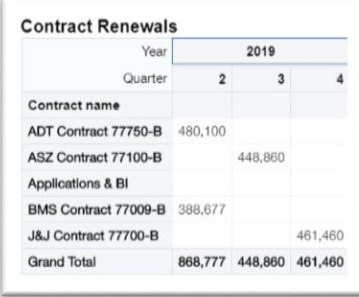 Contract Renewals
Year 2019
Quarter 2 3 4
Contract name
ADT Contract 77750-B 480,100
ASZ Contract 77100-B 448,860
Applications & BI
BMS Contract 77009-B 388,677
J&J Contract 77700-B 461,460
Grand Total 868,777 448,860 461,460